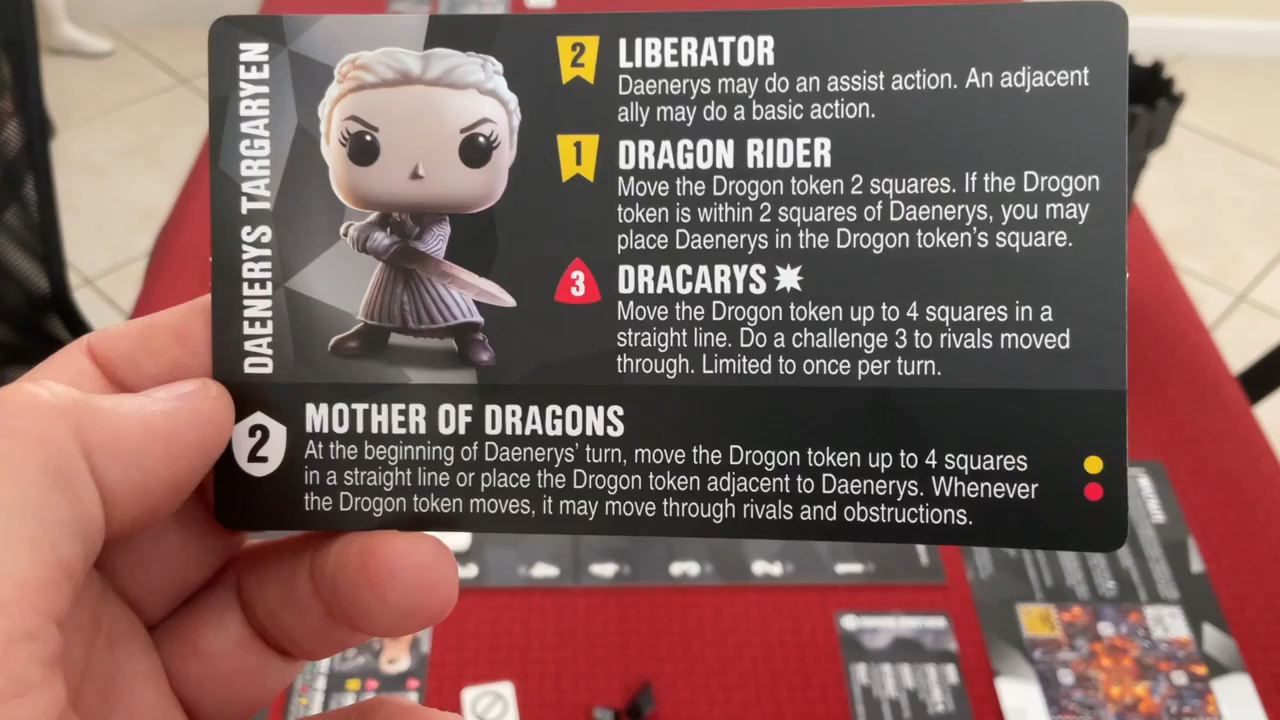 DAENERYS TARGARYEN
2 LIBERATOR
Daenerys may do an assist action. An adjacent
ally may do a basic action.
1 DRAGON RIDER
Move the Drogon token 2 squares. If the Drogon
token is within 2 squares of Daenerys, you may
place Daenerys in the Drogon token's square.
3 DRACARYS
Move the Drogon token up to 4 squares in a
straight line. Do a challenge 3 to rivals moved
through. Limited to once per turn.
2 MOTHER OF DRAGONS
At the beginning of Daenerys' turn, move the Drogon token up to 4 squares
in a straight line or place the Drogon token adjacent to Daenerys. Whenever
the Drogon token moves, it may move through rivals and obstructions.
4 3 2 1